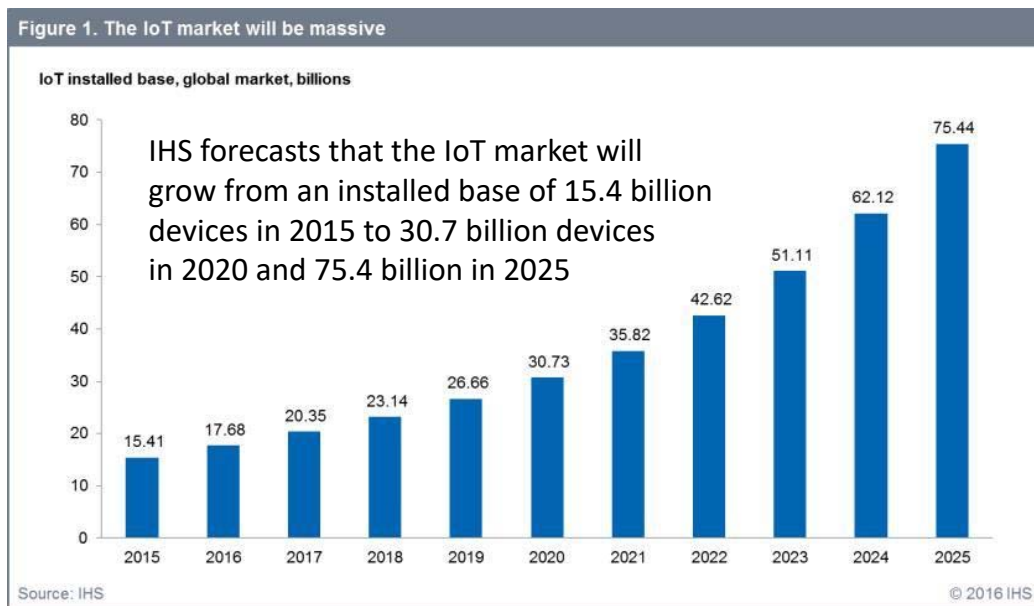 Figure 1. The IoT market will be massive
IoT installed base, global market, billions
IHS forecasts that the IoT market will
grow from an installed base of 15.4 billion
devices in 2015 to 30.7 billion devices
in 2020 and 75.4 billion in 2025
80
70
60
50
40
30
20
10
0
15.41
17.68
20.35
23.14
26.66
30.73
35.82
42.62
51.11
62.12
75.44
2015 2016 2017 2018 2019 2020 2021 2022 2023 2024 2025
Source: IHS
© 2016 IHS